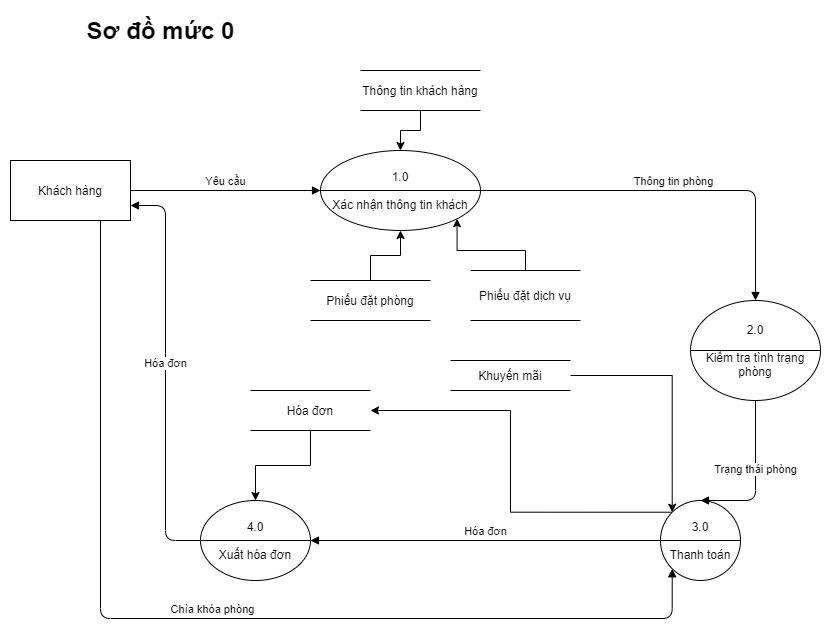 Sơ đồ mức 0
Thông tin khách hàng
1.0
Xác nhận thông tin khách
Khách hàng
Yêu cầu
Thông tin phòng
Phiếu đặt phòng
Phiếu đặt dịch vụ
2.0
Kiểm tra tình trạng
phòng
Hóa đơn
Khuyến mãi
Hóa đơn
Trạng thái phòng
4.0
Xuất hóa đơn
Hóa đơn
3.0
Thanh toán
Chìa khóa phòng